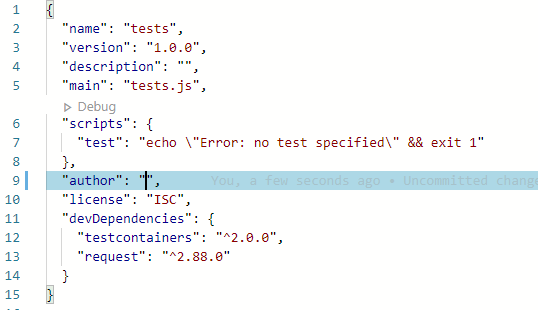 1 {
2 "name": "tests",
3 "version": "1.0.0",
4 "description": "",
5 "main": "tests.js",
Debug
6 "scripts": {
7 "test": "echo \"Error: no test specified\" && exit 1"
8 },
9 "author": "", You, a few seconds ago • Uncommitted change
10 "license": "ISC",
11 "devDependencies": {
12 "testcontainers": "^2.0.0",
13 "request": "^2.88.0"
14 }
15 }